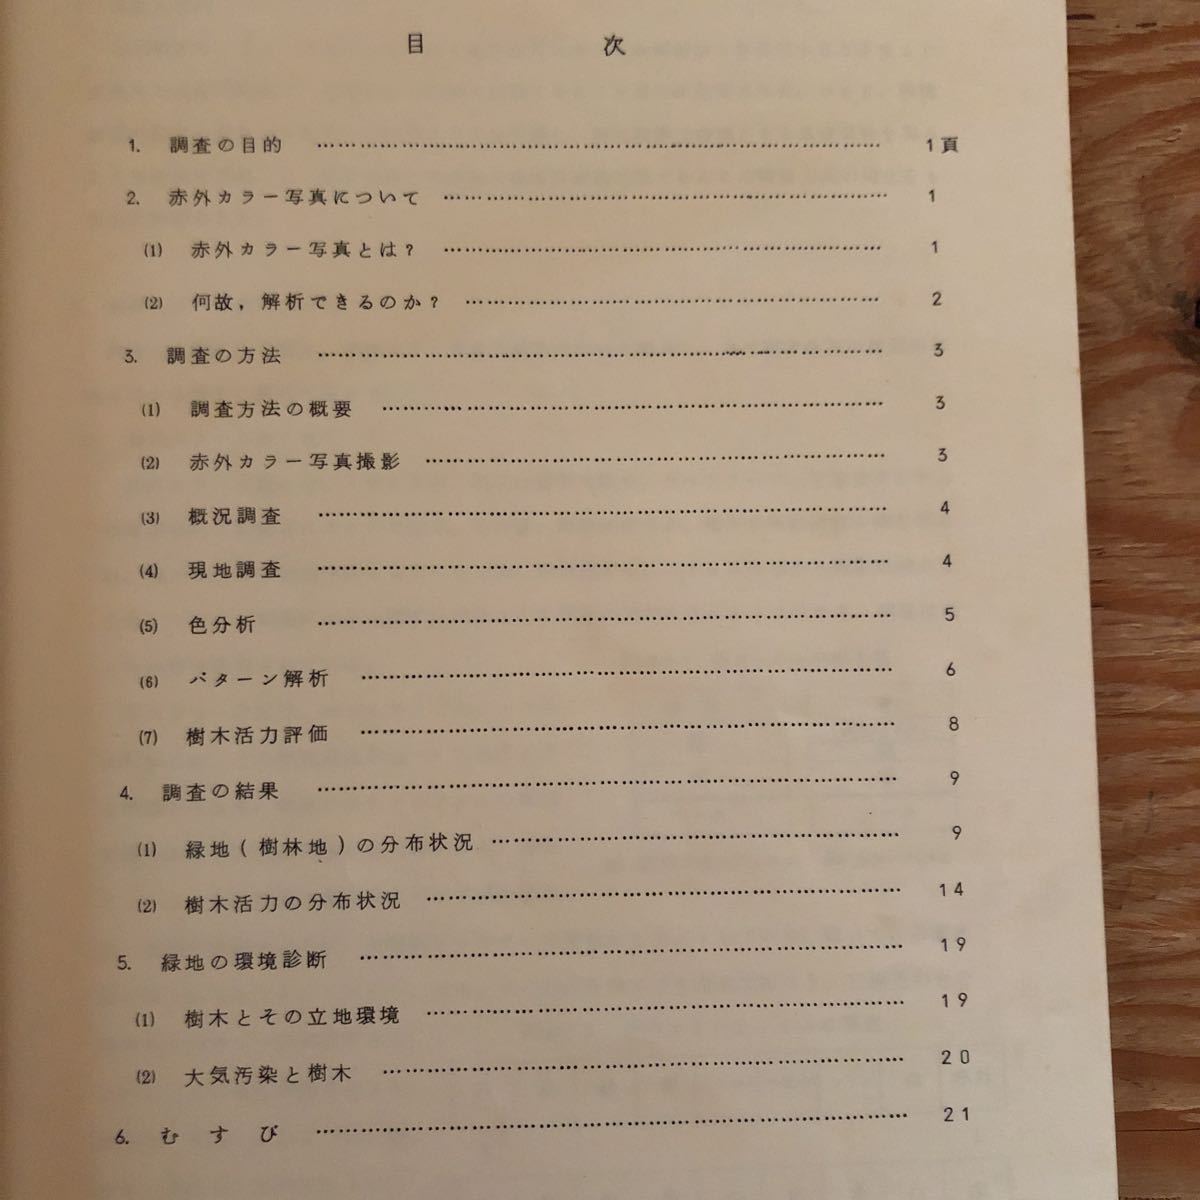 目 次
1. 調査の目的 …………………………………………………………… 1頁
2. 赤外カラー写真について …………………………………………………………… 1
(1) 赤外カラー写真とは? …………………………………………………………… 1
(2) 何故,解析できるのか? …………………………………………………………… 2
3. 調査の方法 …………………………………………………………… 3
(1) 調査方法の概要 …………………………………………………………… 3
(2) 赤外カラー写真撮影 …………………………………………………………… 3
(3) 概況調査 …………………………………………………………… 4
(4) 現地調査 …………………………………………………………… 4
(5) 色分析 …………………………………………………………… 5
(6) パターン解析 …………………………………………………………… 6
(7) 樹木活力評価 …………………………………………………………… 8
4. 調査の結果 …………………………………………………………… 9
(1) 緑地(樹林地)の分布状況 …………………………………………………………… 9
(2) 樹木活力の分布状況 …………………………………………………………… 14
5. 緑地の環境診断 …………………………………………………………… 19
(1) 樹木とその立地環境 …………………………………………………………… 19
(2) 大気汚染と樹木 …………………………………………………………… 20
6. むすび …………………………………………………………… 21